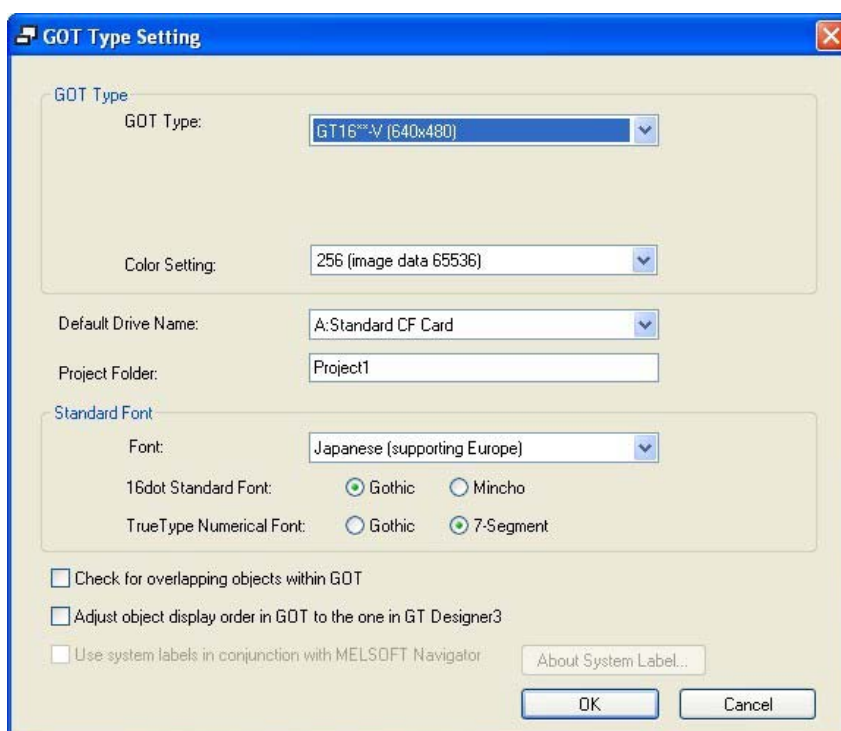 GOT Type Setting
GOT Type
GOT Type: GT16**-V (640x480)
Color Setting: 256 (image data 65536)
Default Drive Name: A:Standard CF Card
Project Folder: Project1
Standard Font
Font: Japanese (supporting Europe)
16dot Standard Font: Gothic Mincho
TrueType Numerical Font: Gothic 7-Segment
Check for overlapping objects within GOT
Adjust object display order in GOT to the one in GT Designer3
Use system labels in conjunction with MELSOFT Navigator About System Label...
OK Cancel